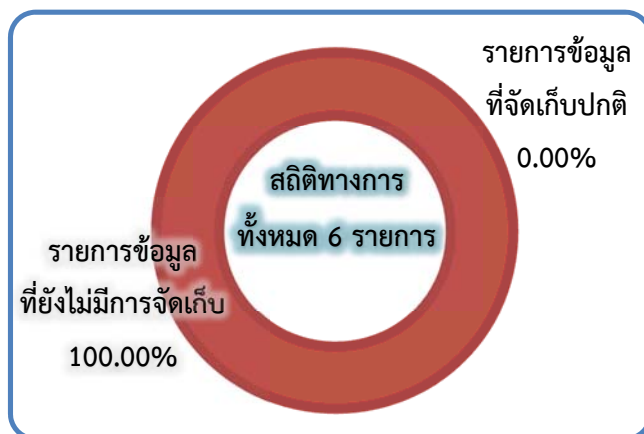 รายการข้อมูล
ที่จัดเก็บปกติ
0.00%
สถิติทางการ
ทั้งหมด 6 รายการ
รายการข้อมูล
ที่ยังไม่มีการจัดเก็บ
100.00%